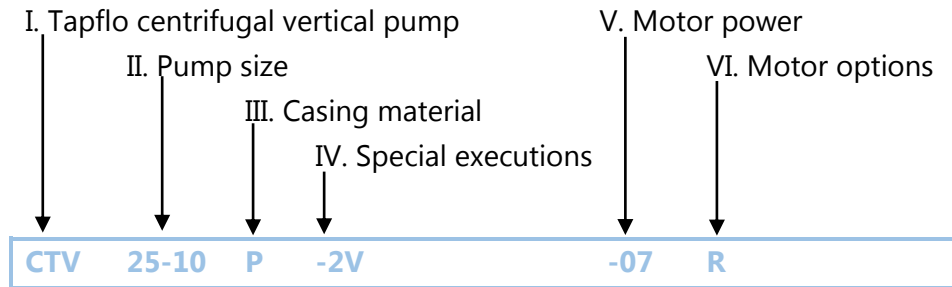 I. Tapflo centrifugal vertical pump V. Motor power
II. Pump size VI. Motor options
III. Casing material
IV. Special executions
CTV 25-10 P -2V -07 R